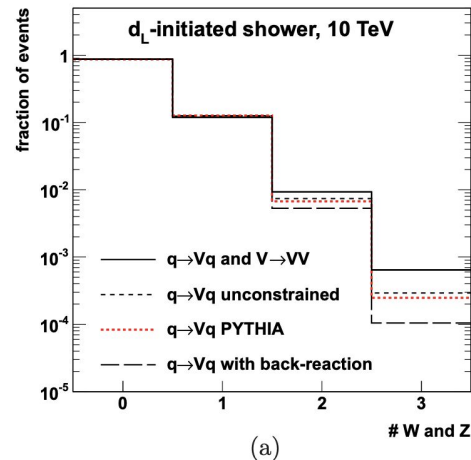 d_L-initiated shower, 10 TeV
fraction of events
1
10^-1
10^-2
10^-3
10^-4
10^-5
q→Vq and V→VV
q→Vq unconstrained
q→Vq PYTHIA
q→Vq with back-reaction
0 1 2 3
# W and Z
(a)